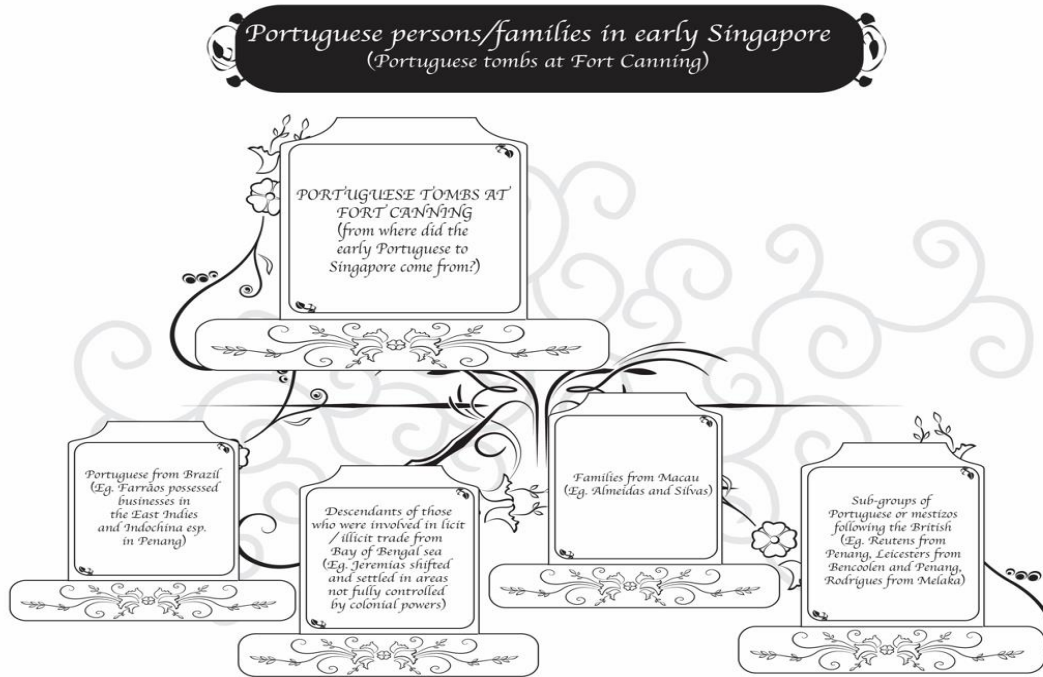 Portuguese persons/families in early Singapore
(Portuguese tombs at Fort Canning)
PORTUGUESE TOMBS AT
FORT CANNING
(from where did the
early Portuguese to
Singapore come from?)
Portuguese from Brazil
(Eg. Farrãos possessed
businesses in
the East Indies
and Indochina esp.
in Penang)
Descendants of those
who were involved in licit
/ illicit trade from
Bay of Bengal sea
(Eg. Jeremias shifted
and settled in areas
not fully controlled
by colonial powers)
Families from Macau
(Eg. Almeidas and Silvas)
Sub-groups of
Portuguese or mestizos
following the British
(Eg. Reutens from
Penang, Leicesters from
Bencoolen and Penang,
Rodrigues from Melaka)